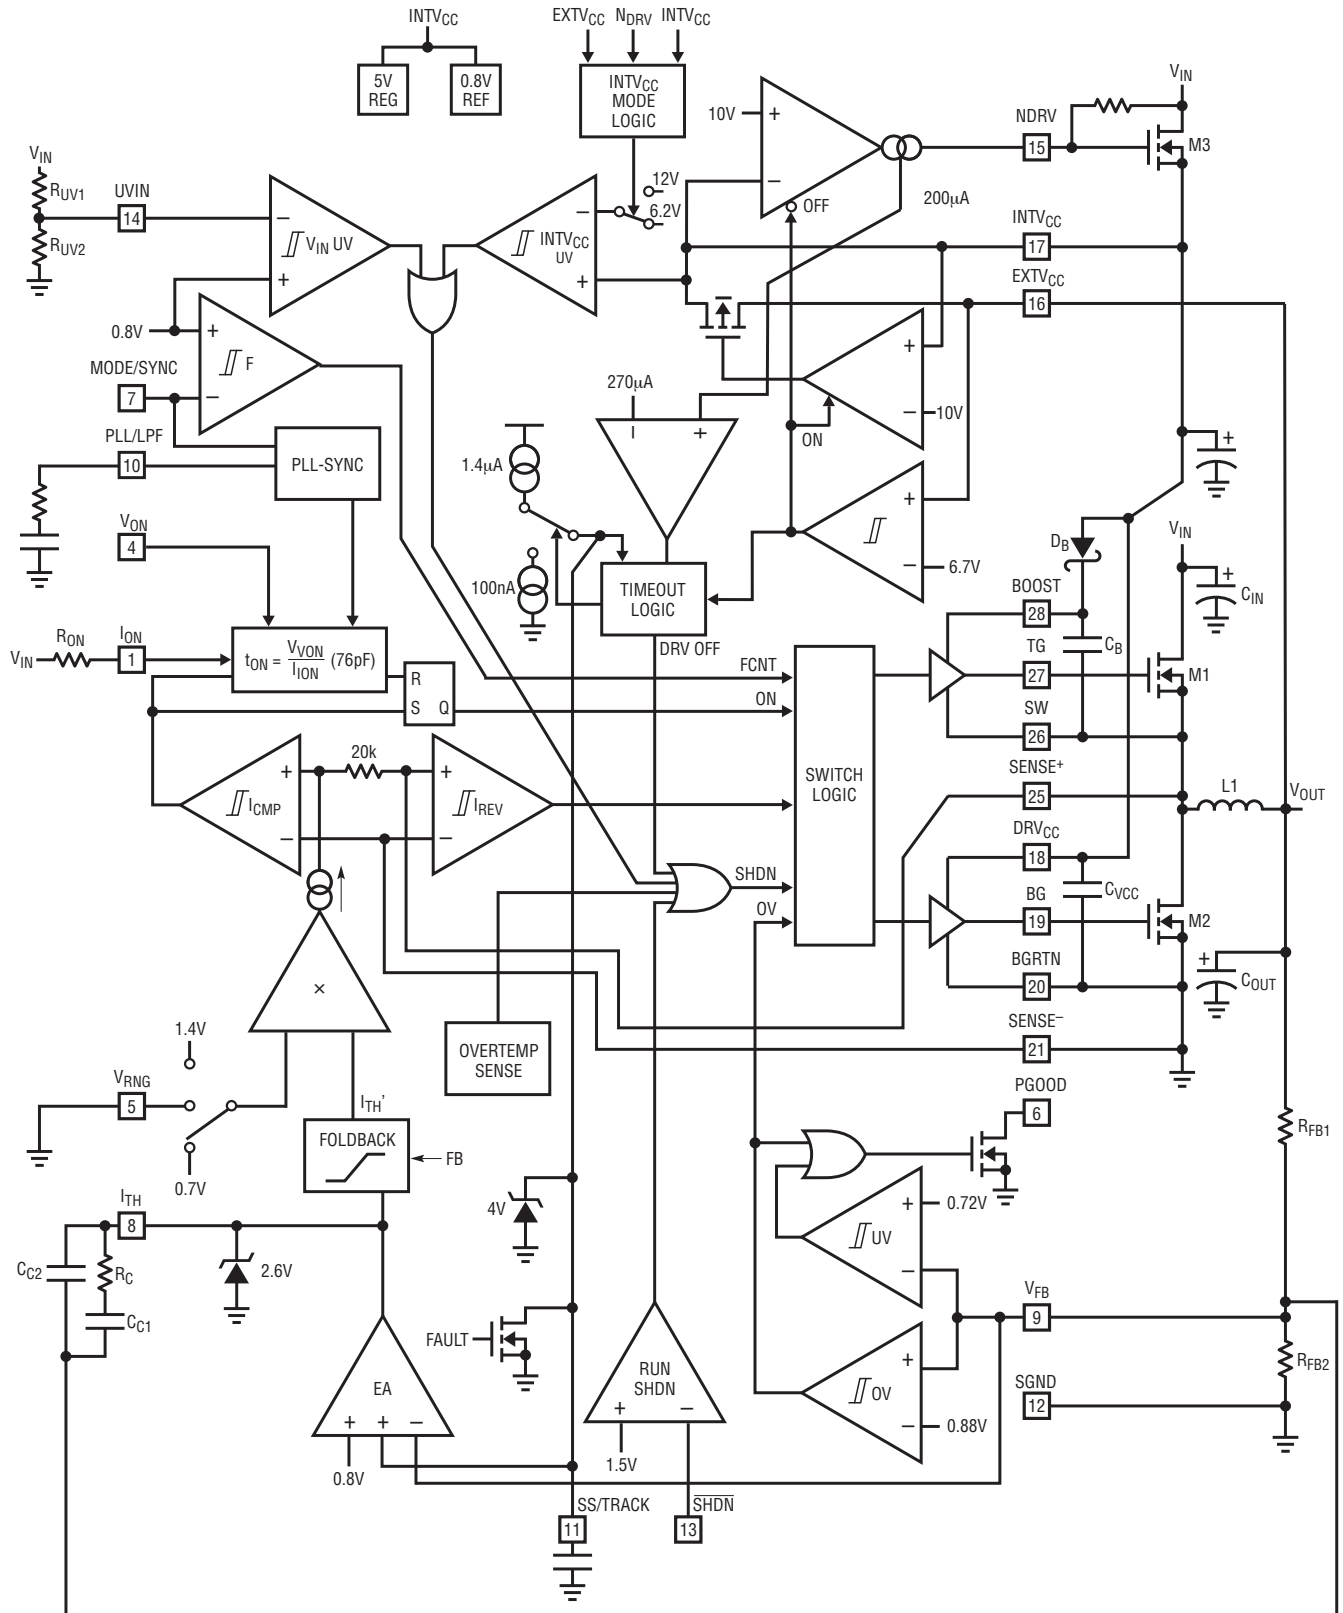 INTVCC
5V
REG
0.8V
REF
EXTVCC NDRV INTVCC
INTVCC
MODE
LOGIC
10V
+
−
OFF
200µA
VIN
NDRV
15
M3
VIN
RUV1
RUV2
UVIN
14
−
VIN UV
+
12V
6.2V
−
INTVCC
UV
+
INTVCC
17
EXTVCC
16
0.8V
+
F
−
MODE/SYNC
7
PLL/LPF
10
PLL-SYNC
VON
4
270µA
−
+
+
−
10V
ON
1.4µA
100nA
TIMEOUT
LOGIC
DRV OFF
+
−
6.7V
+
DB
VIN
+
CIN
BOOST
28
CB
TG
27
M1
SW
26
VIN
RON
ION
1
tON = VVON
IION
(76pF)
R
S Q
FCNT
ON
SWITCH
LOGIC
SHDN
OV
20k
+
ICMP
−
+
IREV
−
SENSE+
25
L1
VOUT
DRVCC
18
CVCC
BG
19
M2
BGRTN
20
+
COUT
SENSE−
21
×
OVERTEMP
SENSE
1.4V
VRNG
5
0.7V
ITH'
FOLDBACK
FB
PGOOD
6
RFB1
4V
+
0.72V
UV
−
ITH
8
CC2
RC
CC1
2.6V
FAULT
VFB
9
RFB2
EA
+ + −
0.8V
RUN
SHDN
+ −
1.5V
+
OV
−
0.88V
SGND
12
SS/TRACK
11
SHDN
13